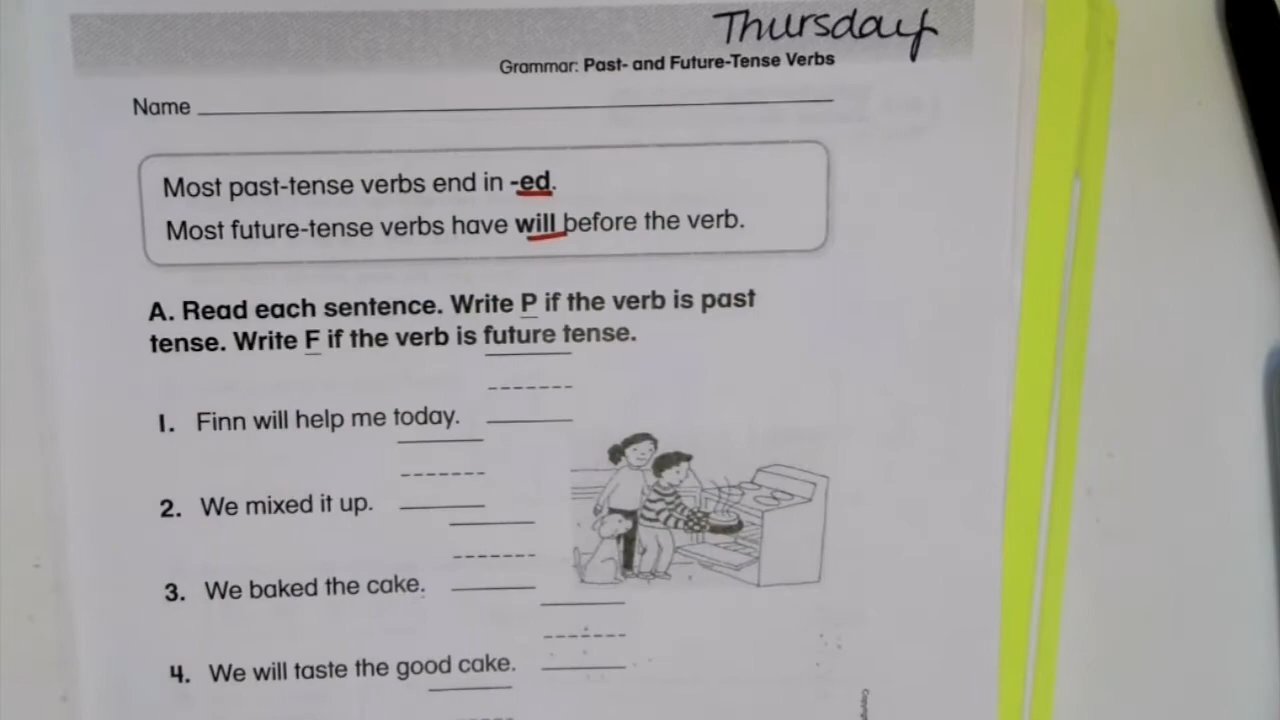 Thursday
Grammar: Past- and Future-Tense Verbs
Name
Most past-tense verbs end in -ed.
Most future-tense verbs have will before the verb.
A. Read each sentence. Write P if the verb is past
tense. Write F if the verb is future tense.
1. Finn will help me today.
2. We mixed it up.
3. We baked the cake.
4. We will taste the good cake.